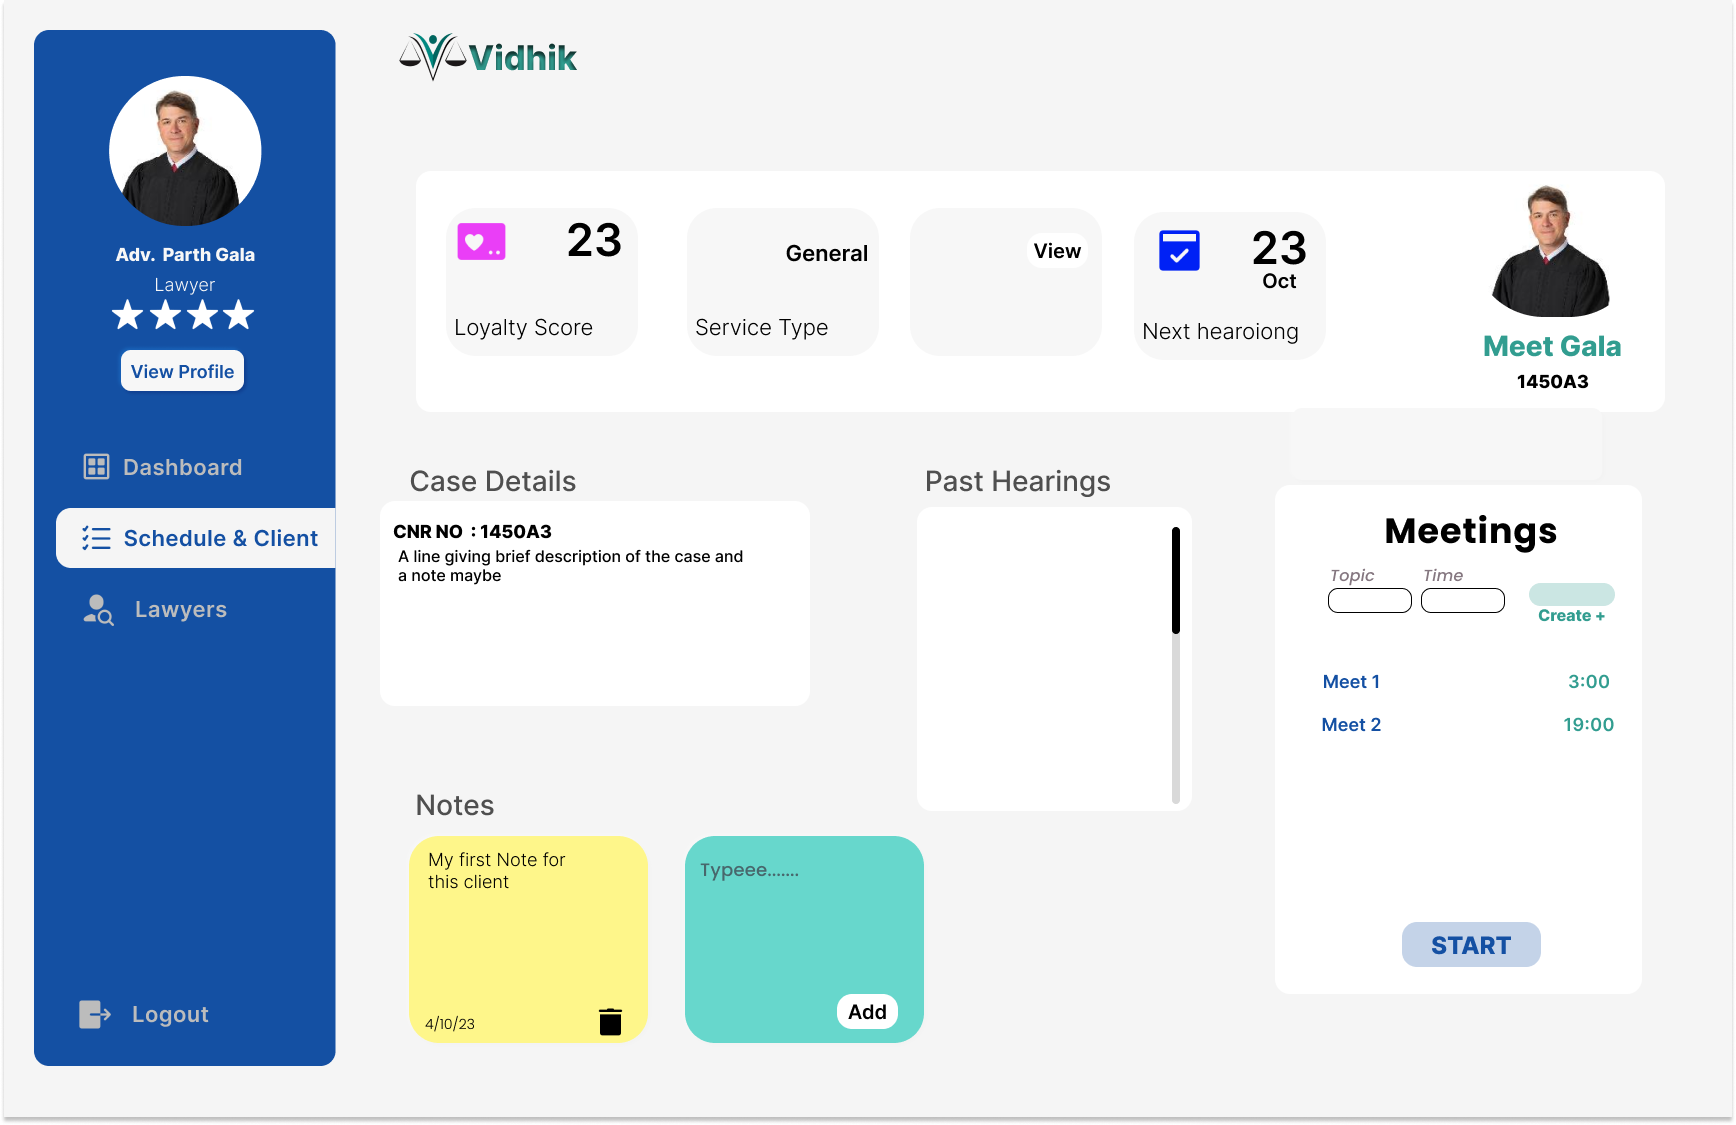 Vidhik
Adv. Parth Gala
Lawyer
View Profile
Dashboard
Schedule & Client
Lawyers
Logout
23
Loyalty Score
General
Service Type
View
23
Oct
Next hearoiong
Meet Gala
1450A3
Case Details
CNR NO : 1450A3
A line giving brief description of the case and
a note maybe
Past Hearings
Meetings
Topic
Time
Create +
Meet 1
3:00
Meet 2
19:00
START
Notes
My first Note for
this client
4/10/23
Typeee.......
Add